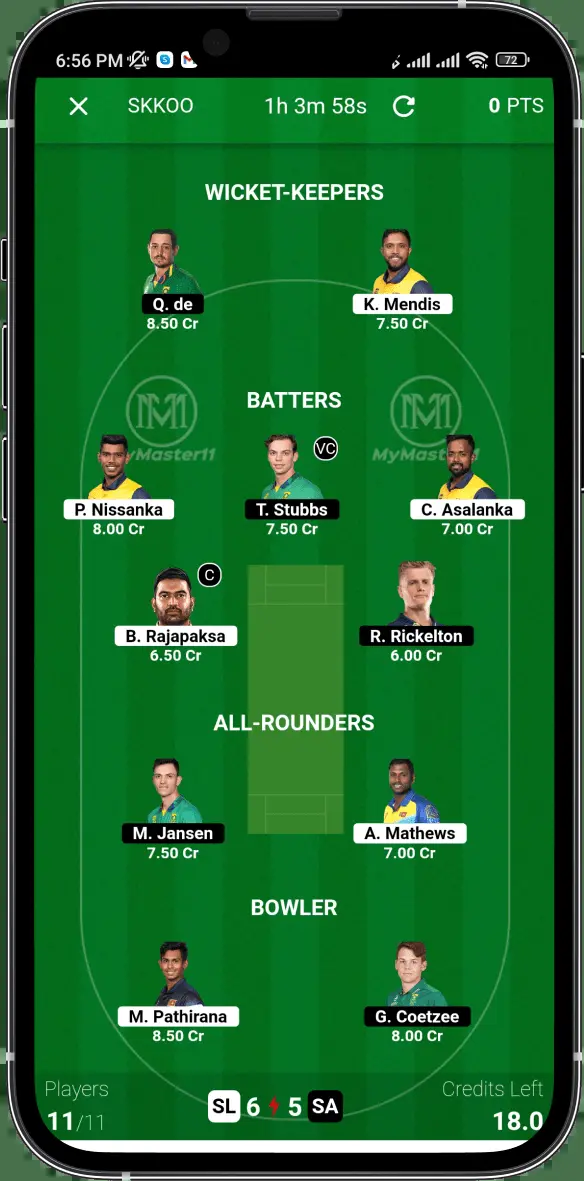 6:56 PM 72
SKKOO 1h 3m 58s 0 PTS
WICKET-KEEPERS
Q. de K. Mendis
8.50 Cr 7.50 Cr
BATTERS
VC
MyMaster11
P. Nissanka T. Stubbs C. Asalanka
8.00 Cr 7.50 Cr 7.00 Cr
C
B. Rajapaksa R. Rickelton
6.50 Cr 6.00 Cr
ALL-ROUNDERS
M. Jansen A. Mathews
7.50 Cr 7.00 Cr
BOWLER
M. Pathirana G. Coetzee
8.50 Cr 8.00 Cr
Players Credits Left
11/11 SL 6 5 SA 18.0